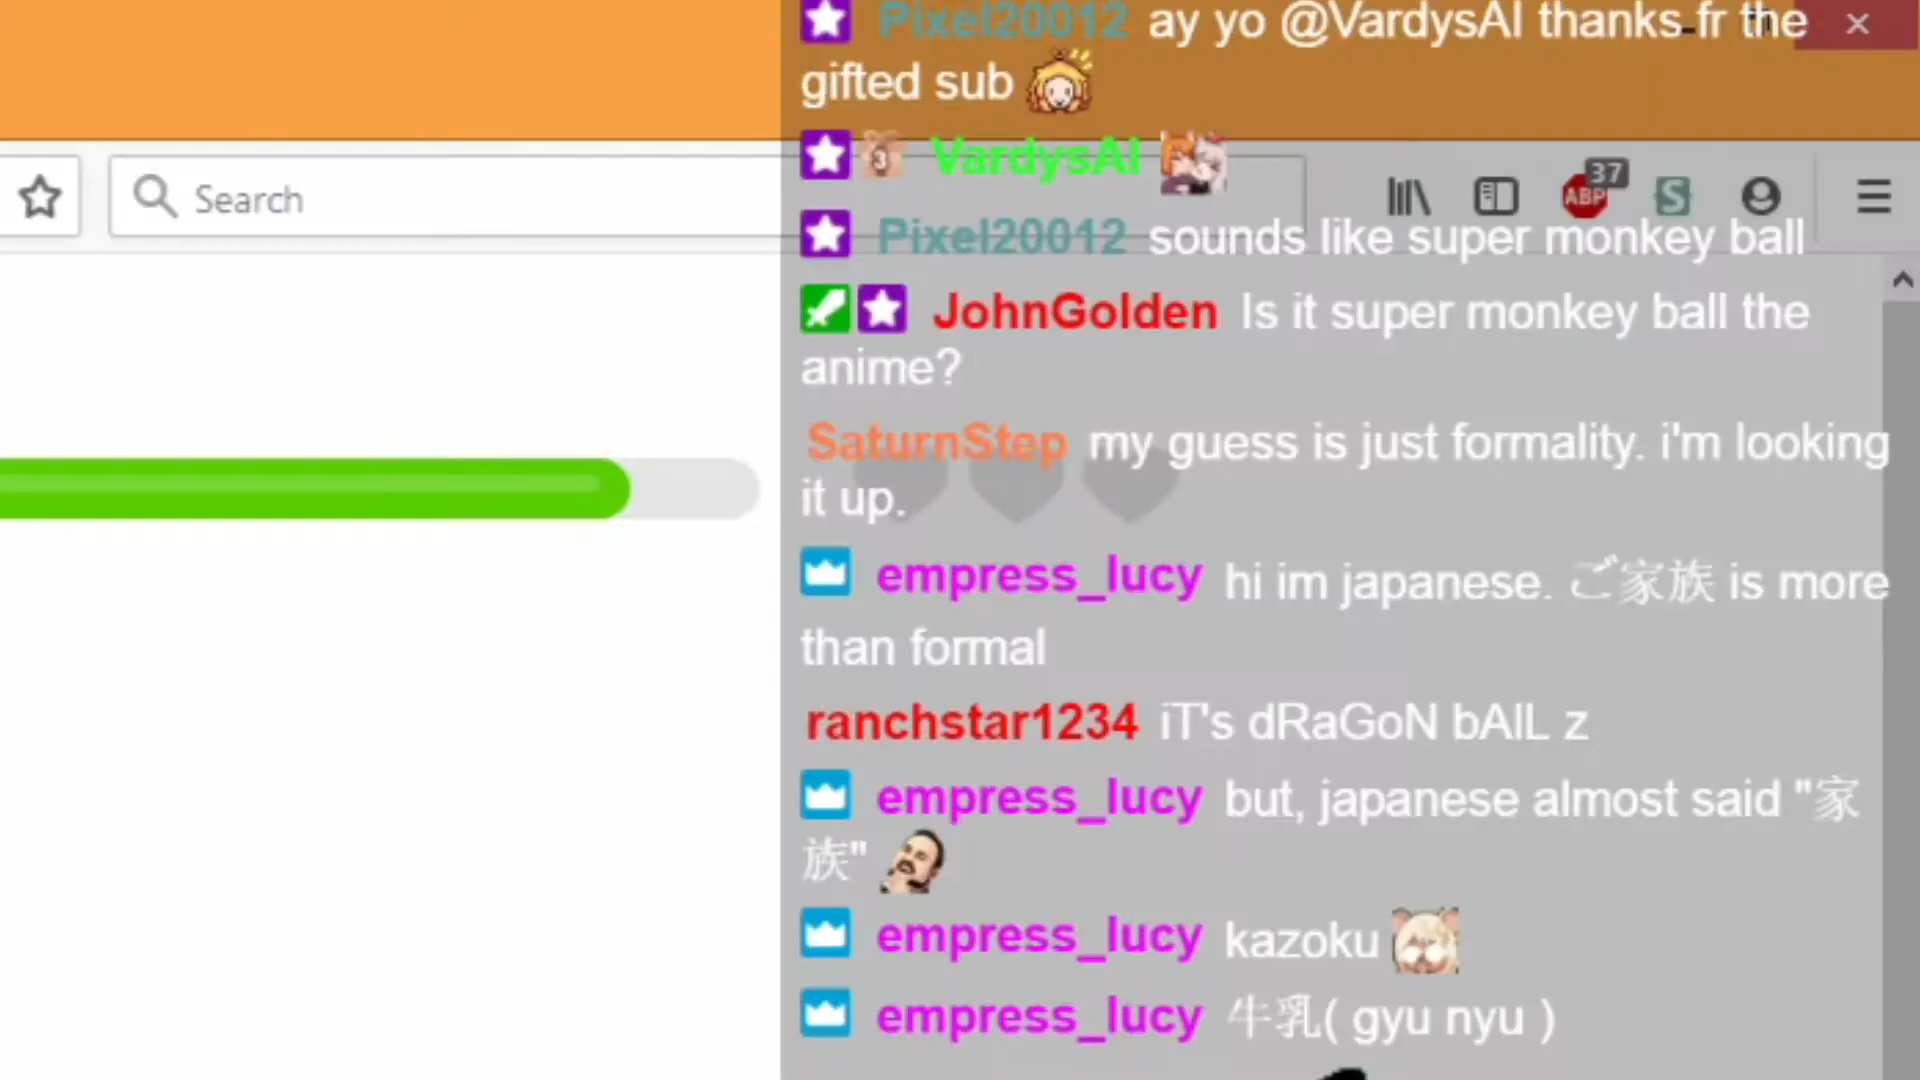 Pixel20012 ay yo @VardysAI thanks fr the
gifted sub
3 VardysAI
Search
37
ABP
S
Pixel20012 sounds like super monkey ball
JohnGolden Is it super monkey ball the
anime?
SaturnStep my guess is just formality. i'm looking
it up.
empress_lucy hi im japanese. ご家族 is more
than formal
ranchstar1234 iT's dRaGoN bAlL z
empress_lucy but, japanese almost said "家
族"
empress_lucy kazoku
empress_lucy 牛乳( gyu nyu )